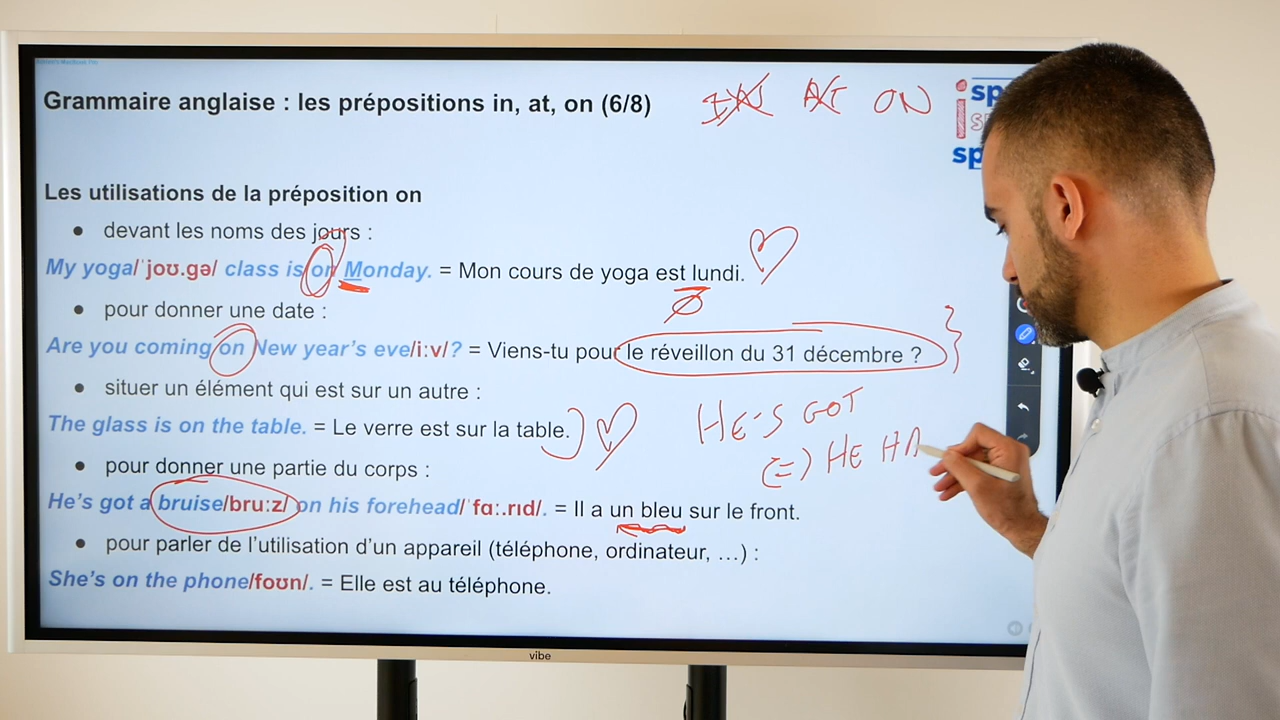 Grammaire anglaise : les prépositions in, at, on (6/8)
IN AT ON
sp
sp
Les utilisations de la préposition on
● devant les noms des jours :
My yoga/ˈjoʊ.gə/ class is on Monday. = Mon cours de yoga est lundi.
● pour donner une date :
Are you coming on New year's eve/i:v/? = Viens-tu pour le réveillon du 31 décembre ?
● situer un élément qui est sur un autre :
The glass is on the table. = Le verre est sur la table.
HE'S GOT
(=) HE HA
● pour donner une partie du corps :
He's got a bruise/bru:z/ on his forehead/ˈfɑ:.rɪd/. = Il a un bleu sur le front.
● pour parler de l'utilisation d'un appareil (téléphone, ordinateur, …) :
She's on the phone/foʊn/. = Elle est au téléphone.
vibe